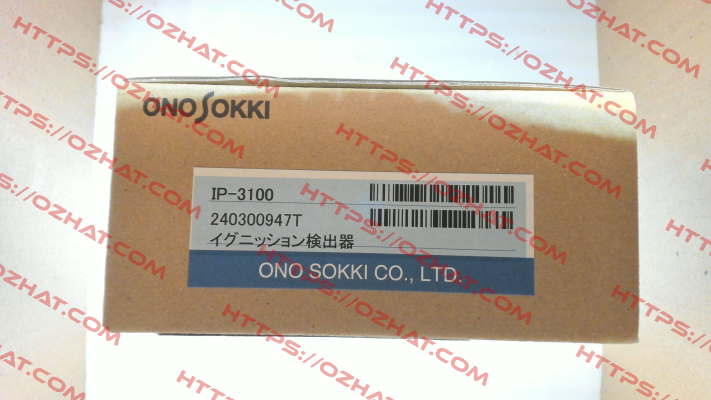 ONO SOKKI
IP-3100
240300947T
イグニッション検出器
ONO SOKKI CO., LTD.
HTTPS://OZHAT.COM